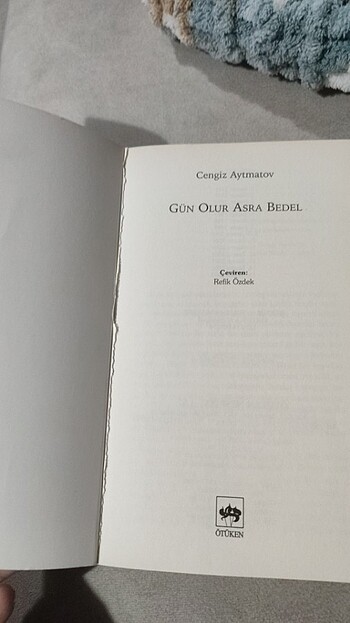 Cengiz Aytmatov
GÜN OLUR ASRA BEDEL
Çeviren:
Refik Özdek
ÖTÜKEN